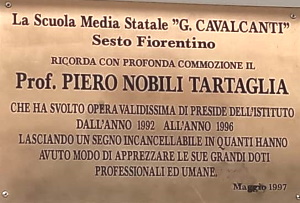 La Scuola Media Statale "G. CAVALCANTI"
Sesto Fiorentino
RICORDA CON PROFONDA COMMOZIONE IL
Prof. PIERO NOBILI TARTAGLIA
CHE HA SVOLTO OPERA VALIDISSIMA DI PRESIDE DELL'ISTITUTO
DALL'ANNO 1992 ALL'ANNO 1996
LASCIANDO UN SEGNO INCANCELLABILE IN QUANTI HANNO
AVUTO MODO DI APPREZZARE LE SUE GRANDI DOTI
PROFESSIONALI ED UMANE.
Maggio 1997